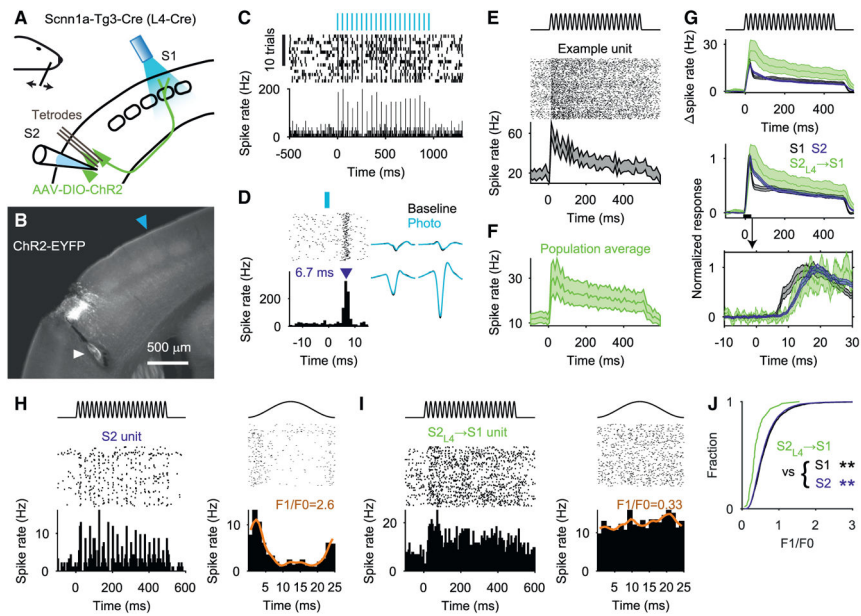 A
Scnn1a-Tg3-Cre (L4-Cre)
S1
Tetrodes
S2
AAV-DIO-ChR2
B
ChR2-EYFP
500 µm
C
10 trials
Spike rate (Hz)
200
0
-500 0 500 1000
Time (ms)
D
Baseline
Photo
6.7 ms
Spike rate (Hz)
200
0
-10 0 10
Time (ms)
E
Example unit
Spike rate (Hz)
60
40
20
0 200 400
Time (ms)
F
Population average
Spike rate (Hz)
30
10
0 200 400
Time (ms)
G
Δspike rate (Hz)
30
0
0 200 400
Time (ms)
S1 S2
S2L4→S1
Normalized response
1
0
0 200 400
Time (ms)
1
0
-10 0 10 20 30
Time (ms)
H
S2 unit
Spike rate (Hz)
10
0
0 200 400 600
Time (ms)
F1/F0=2.6
Spike rate (Hz)
10
0
5 10 15 20 25
Time (ms)
I
S2L4→S1 unit
Spike rate (Hz)
20
0
0 200 400 600
Time (ms)
F1/F0=0.33
Spike rate (Hz)
10
0
5 10 15 20 25
Time (ms)
J
Fraction
1
0
S2L4→S1
vs { S1 **
S2 **
0 1 2 3
F1/F0